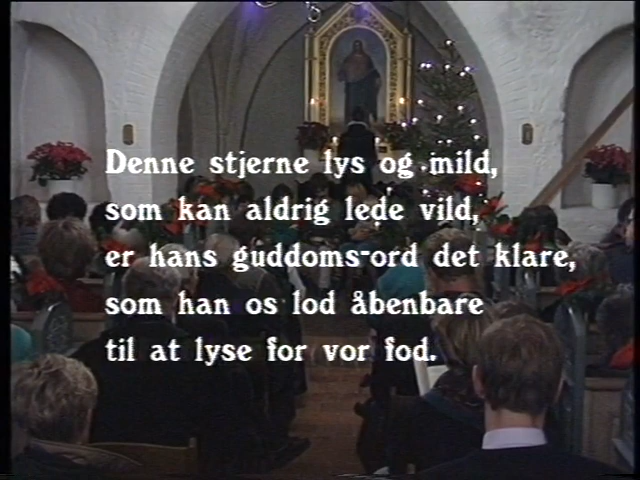 Denne stjerne lys og mild,
som kan aldrig lede vild,
er hans guddoms-ord det klare,
som han os lod åbenbare
til at lyse for vor fod.